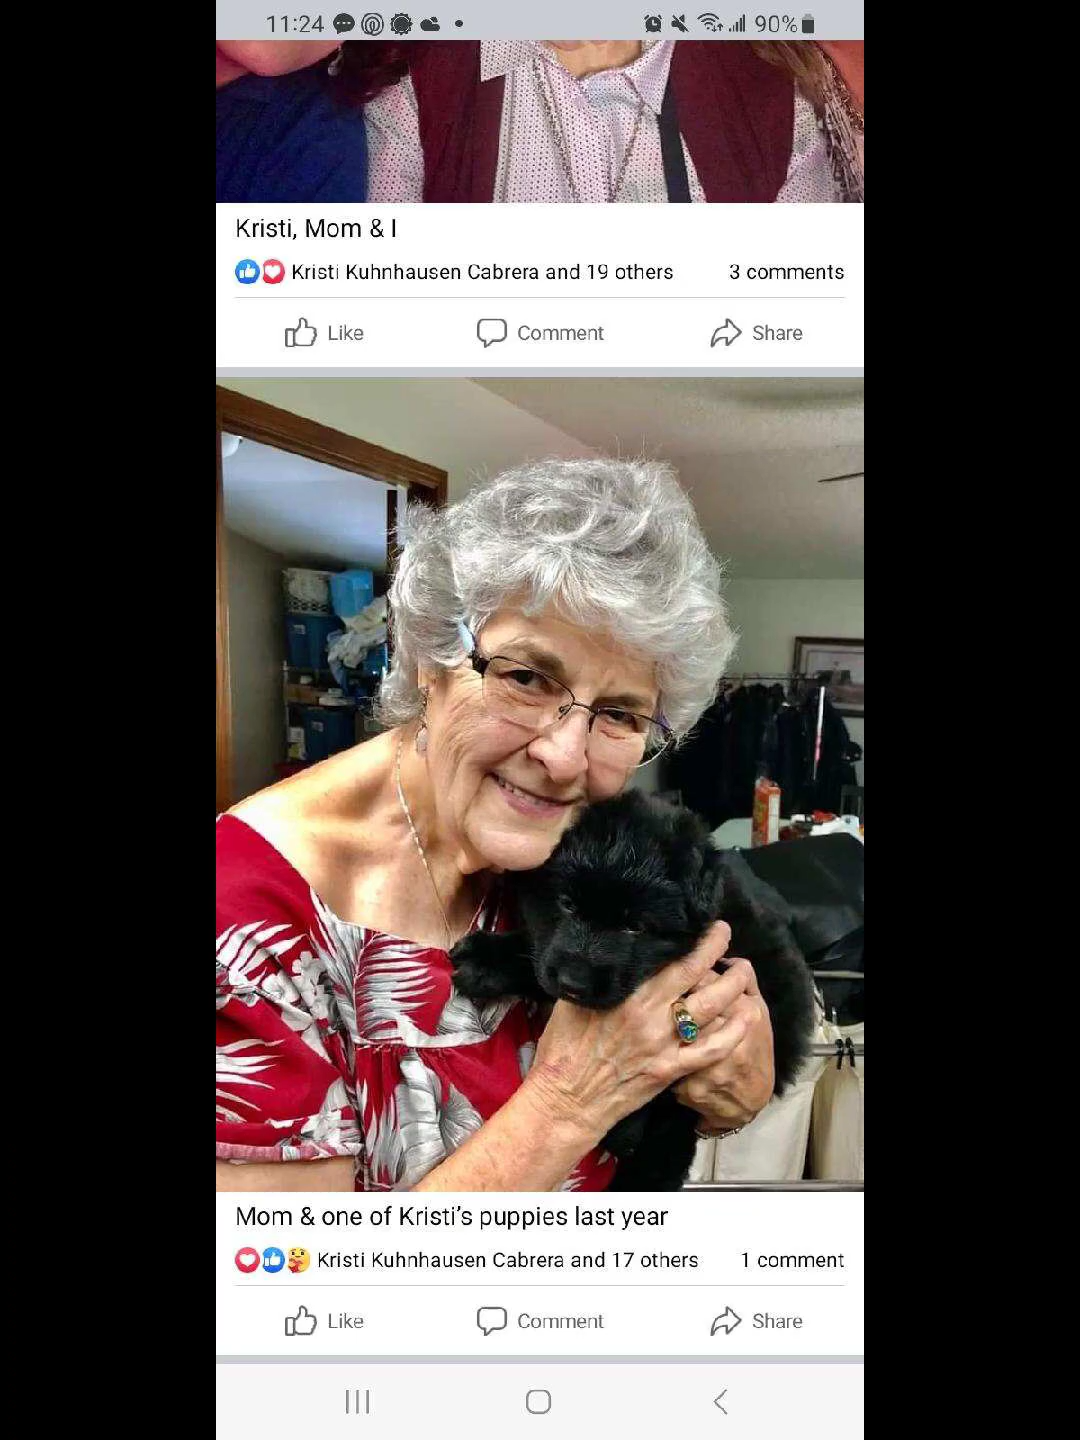 11:24
90%
Kristi, Mom & I
Kristi Kuhnhausen Cabrera and 19 others 3 comments
Like Comment Share
Mom & one of Kristi's puppies last year
Kristi Kuhnhausen Cabrera and 17 others 1 comment
Like Comment Share